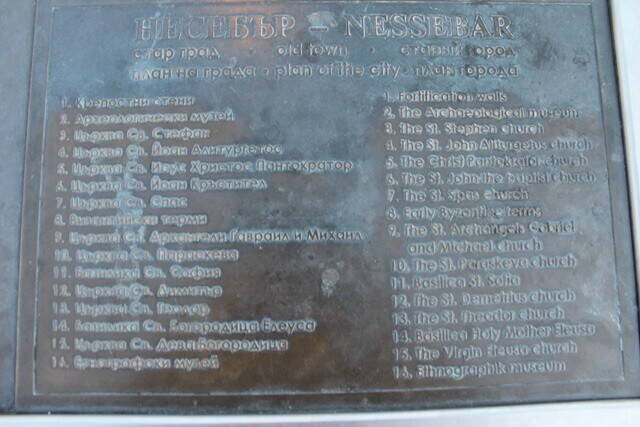 НЕСЕБЪР – NESSEBAR
стар град • old town • старый город
план на града • plan of the city • план города
1. Крепостни стени
2. Археологически музей
3. Църква Св. Стефан
4. Църква Св. Йоан Алитургетос
5. Църква Св. Исус Христос Пантократор
6. Църква Св. Йоан Кръстител
7. Църква Св. Спас
8. Византийски терми
9. Църква Св. Архангели Гавраил и Михаил
10. Църква Св. Параскева
11. Базилика Св. София
12. Църква Св. Димитър
13. Църква Св. Тодор
14. Базилика Св. Богородица Елеуса
15. Църква Св. Дева Богородица
16. Етнографски музей
1. Fortification walls
2. The Archaeological museum
3. The St. Stephen church
4. The St. John Aliturgetus church
5. The Christ Pantokrator church
6. The St. John the baptist church
7. The St. Spas church
8. Early Byzantine terms
9. The St. Archangels Gabriel
and Michael church
10. The St. Paraskeva church
11. Basilica St. Sofia
12. The St. Demetrius church
13. The St. Theodor church
14. Basilica Holy Mother Eleusa
15. The Virgin Eleusa church
16. Ethnographik museum